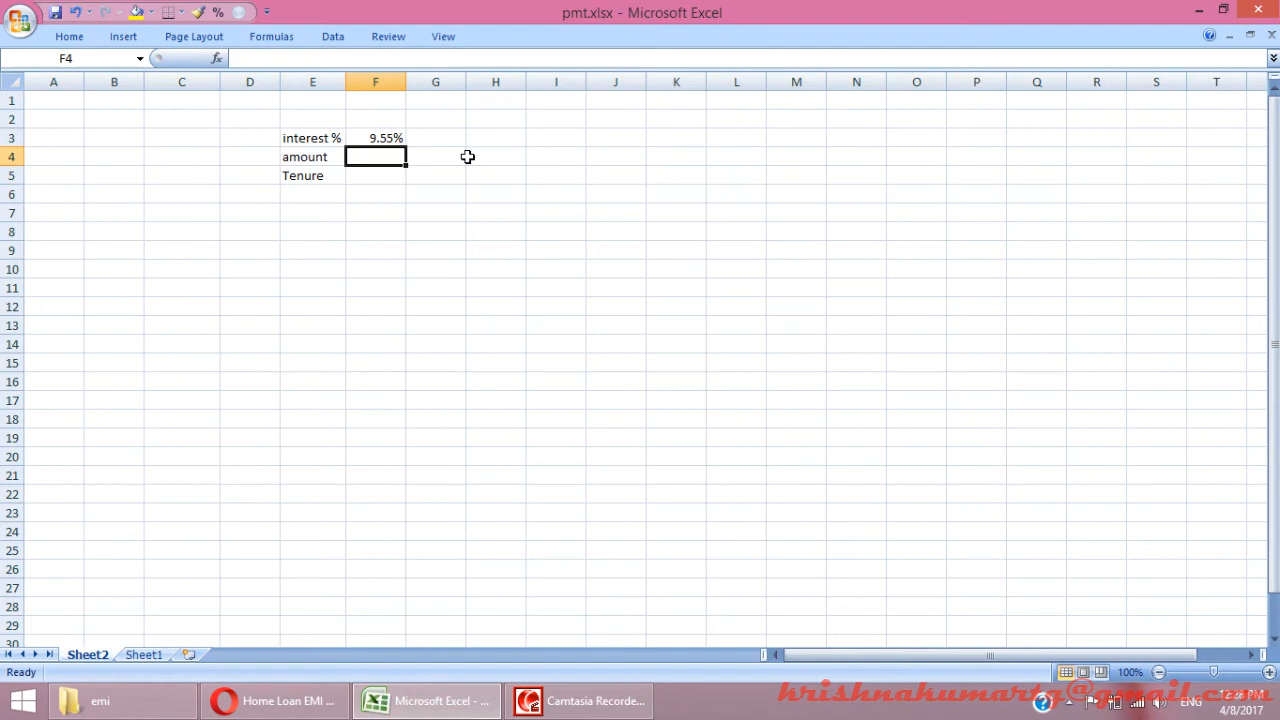 pmt.xlsx - Microsoft Excel
Home Insert Page Layout Formulas Data Review View
F4 fx
A B C D E F G H I J K L M N O P Q R S T
1
2
3 interest % 9.55%
4 amount
5 Tenure
6
7
8
9
10
11
12
13
14
15
16
17
18
19
20
21
22
23
24
25
26
27
28
29
30
Sheet2 Sheet1
Ready 100%
emi Home Loan EMI ... Microsoft Excel - ... Camtasia Recorde... ENG 12:28 PM
4/8/2017
krishnakumartg@gmail.com